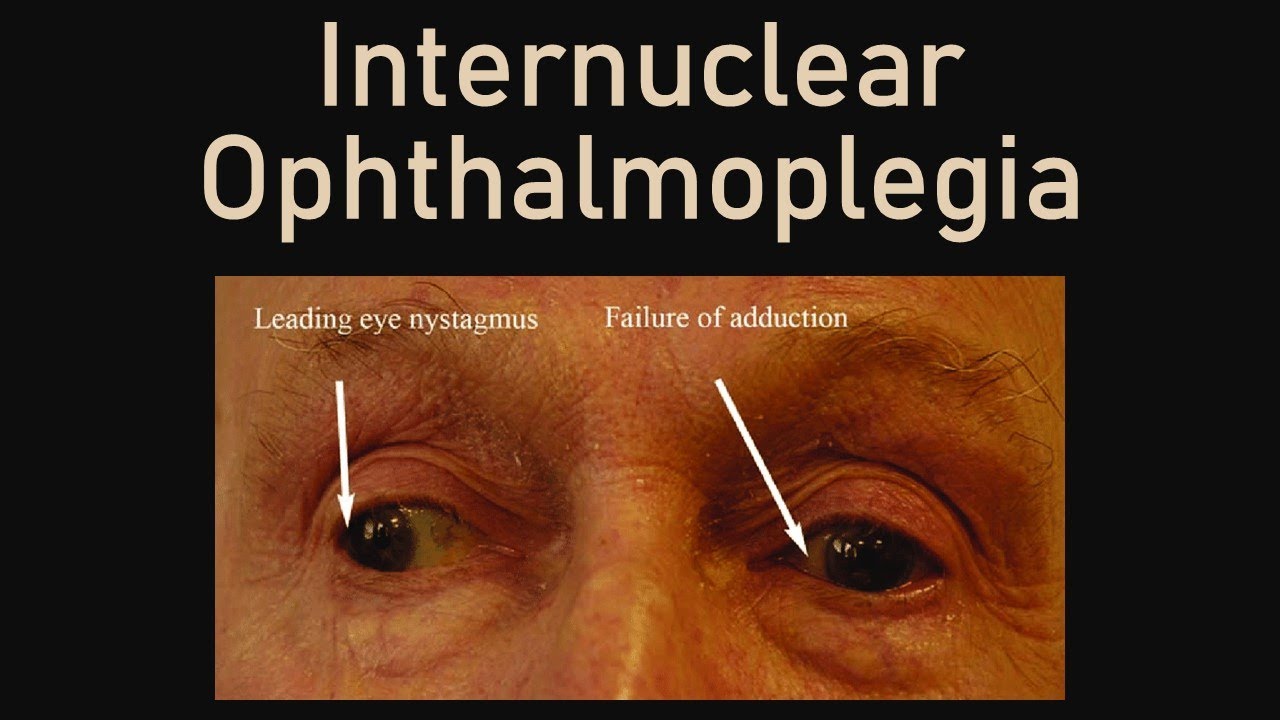 Internuclear
Ophthalmoplegia
Leading eye nystagmus
Failure of adduction